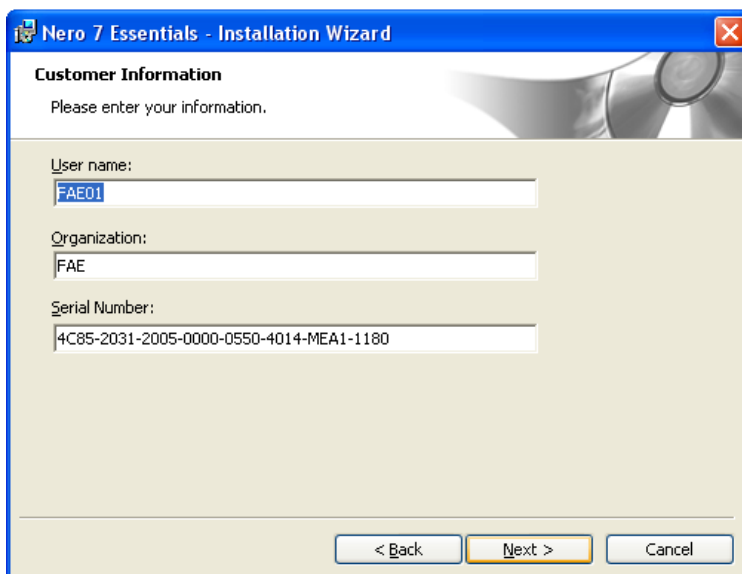 Nero 7 Essentials - Installation Wizard
Customer Information
Please enter your information.
User name:
FAE01
Organization:
FAE
Serial Number:
4C85-2031-2005-0000-0550-4014-MEA1-1180
< Back
Next >
Cancel